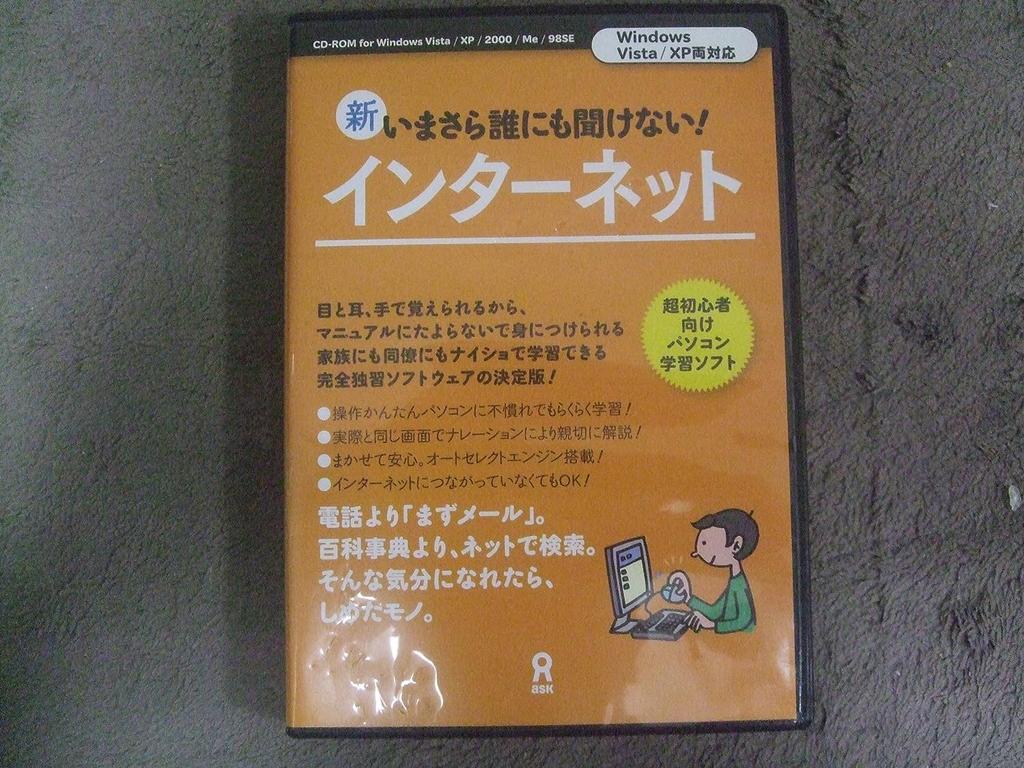 CD-ROM for Windows Vista / XP / 2000 / Me / 98SE
Windows
Vista / XP両対応
新 いまさら誰にも聞けない!
インターネット
目と耳、手で覚えられるから、
マニュアルにたよらないで身につけられる
家族にも同僚にもナイショで学習できる
完全独習ソフトウェアの決定版!
超初心者
向け
パソコン
学習ソフト
●操作かんたんパソコンに不慣れでもらくらく学習!
●実際と同じ画面でナレーションにより親切に解説!
●まかせて安心。オートセレクトエンジン搭載!
●インターネットにつながっていなくてもOK!
電話より「まずメール」。
百科事典より、ネットで検索。
そんな気分になれたら、
しめだモノ。
ask